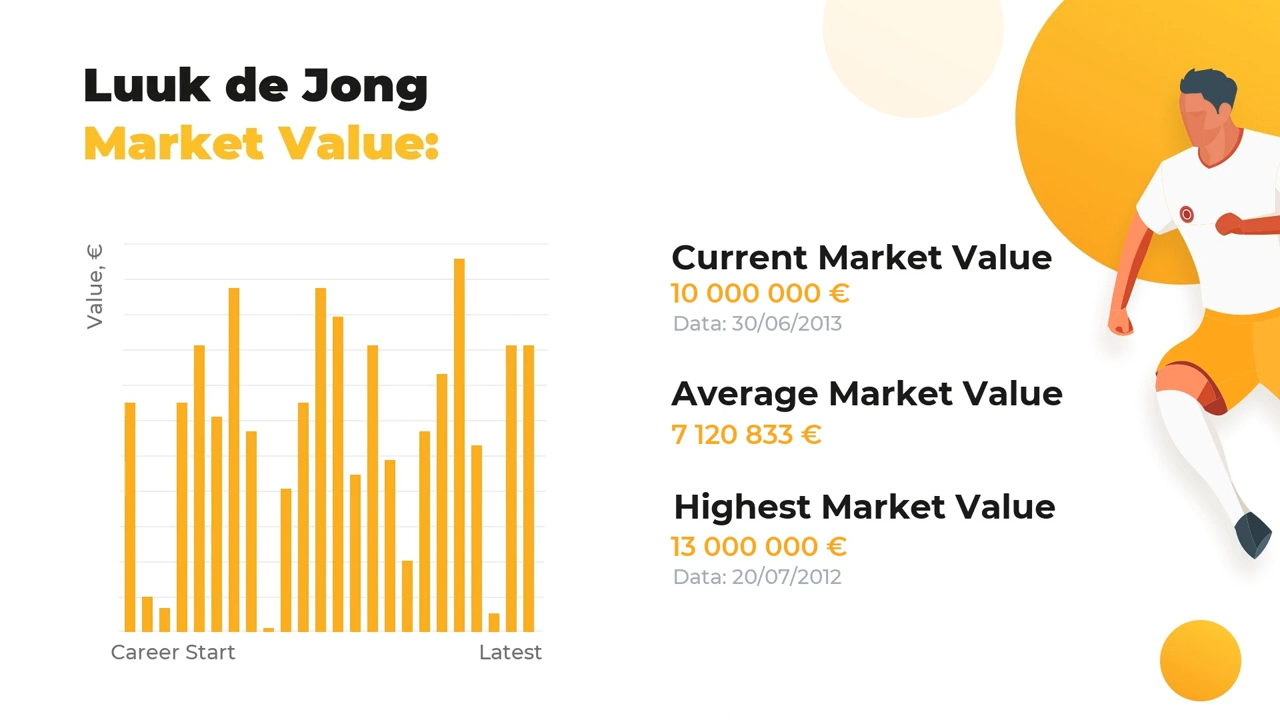 Luuk de Jong
Market Value:
Value, €
Career Start
Latest
Current Market Value
10 000 000 €
Data: 30/06/2013
Average Market Value
7 120 833 €
Highest Market Value
13 000 000 €
Data: 20/07/2012